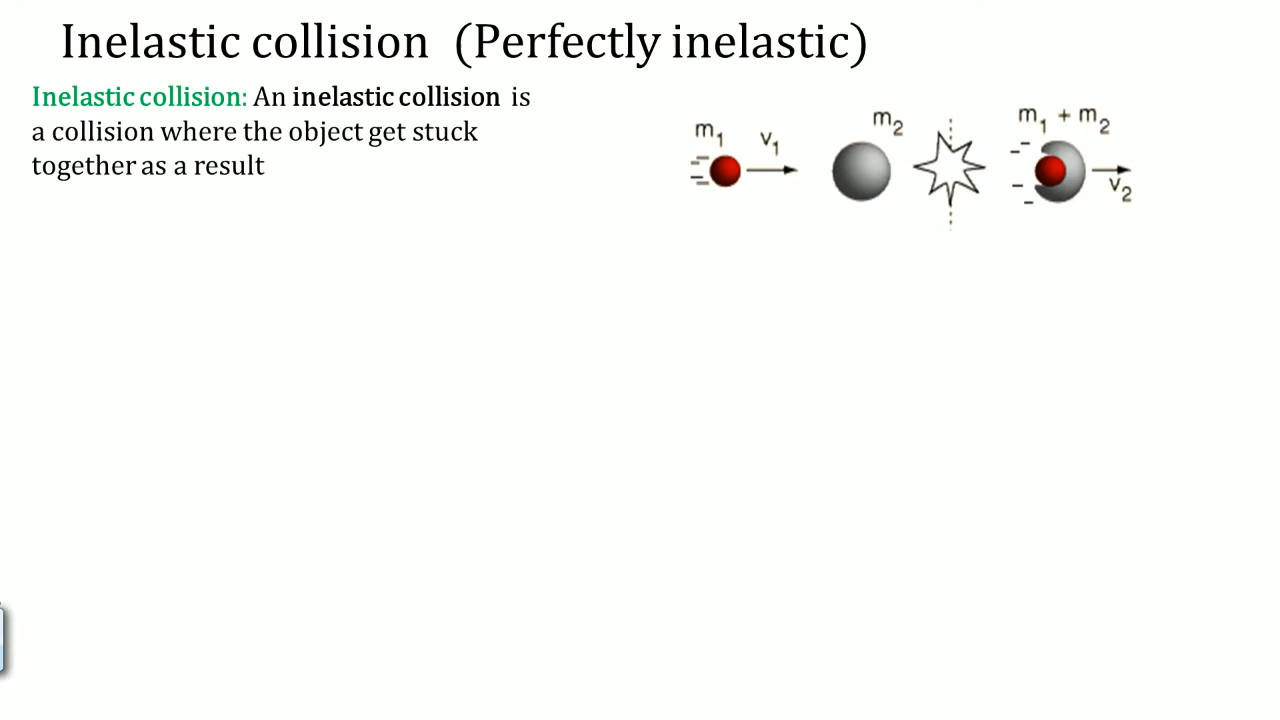 Inelastic collision (Perfectly inelastic)
Inelastic collision: An inelastic collision is
a collision where the object get stuck
together as a result
m₁ v₁ m₂ m₁ + m₂
v₂